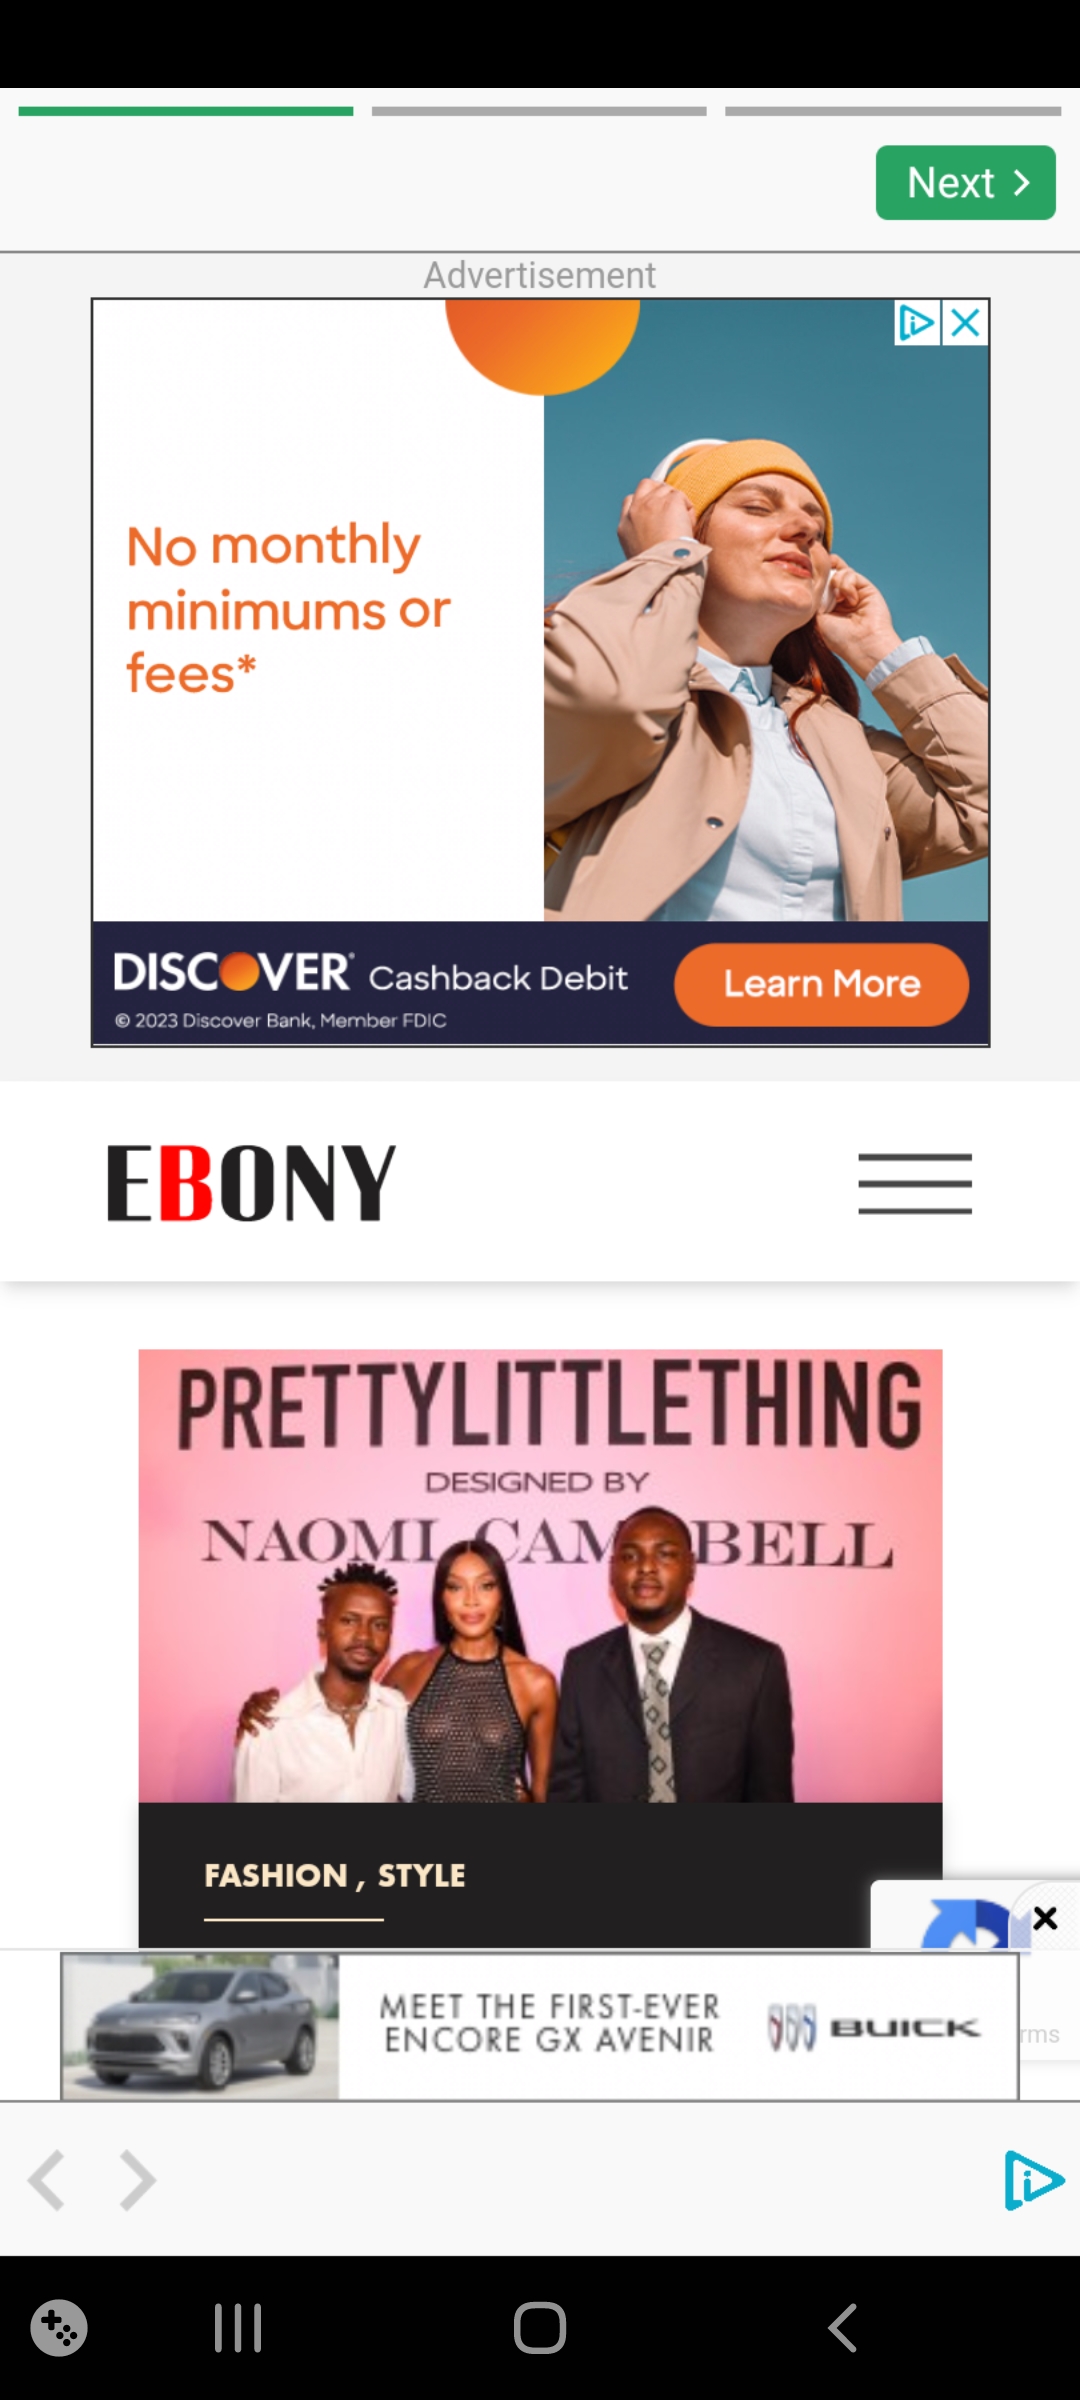 Next
Advertisement
No monthly
minimums or
fees*
DISCOVER® Cashback Debit
© 2023 Discover Bank, Member FDIC
Learn More
EBONY
PRETTYLITTLETHING
DESIGNED BY
NAOMI CAMPBELL
FASHION , STYLE
MEET THE FIRST-EVER
ENCORE GX AVENIR
BUICK
rms